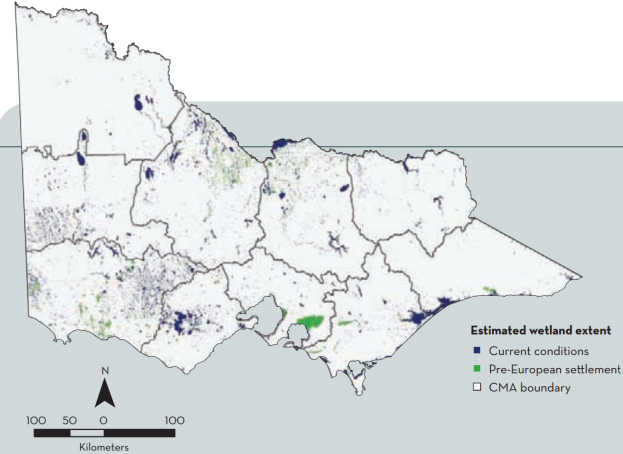 Estimated wetland extent
Current conditions
Pre-European settlement
CMA boundary
N
100 50 0 100
Kilometers